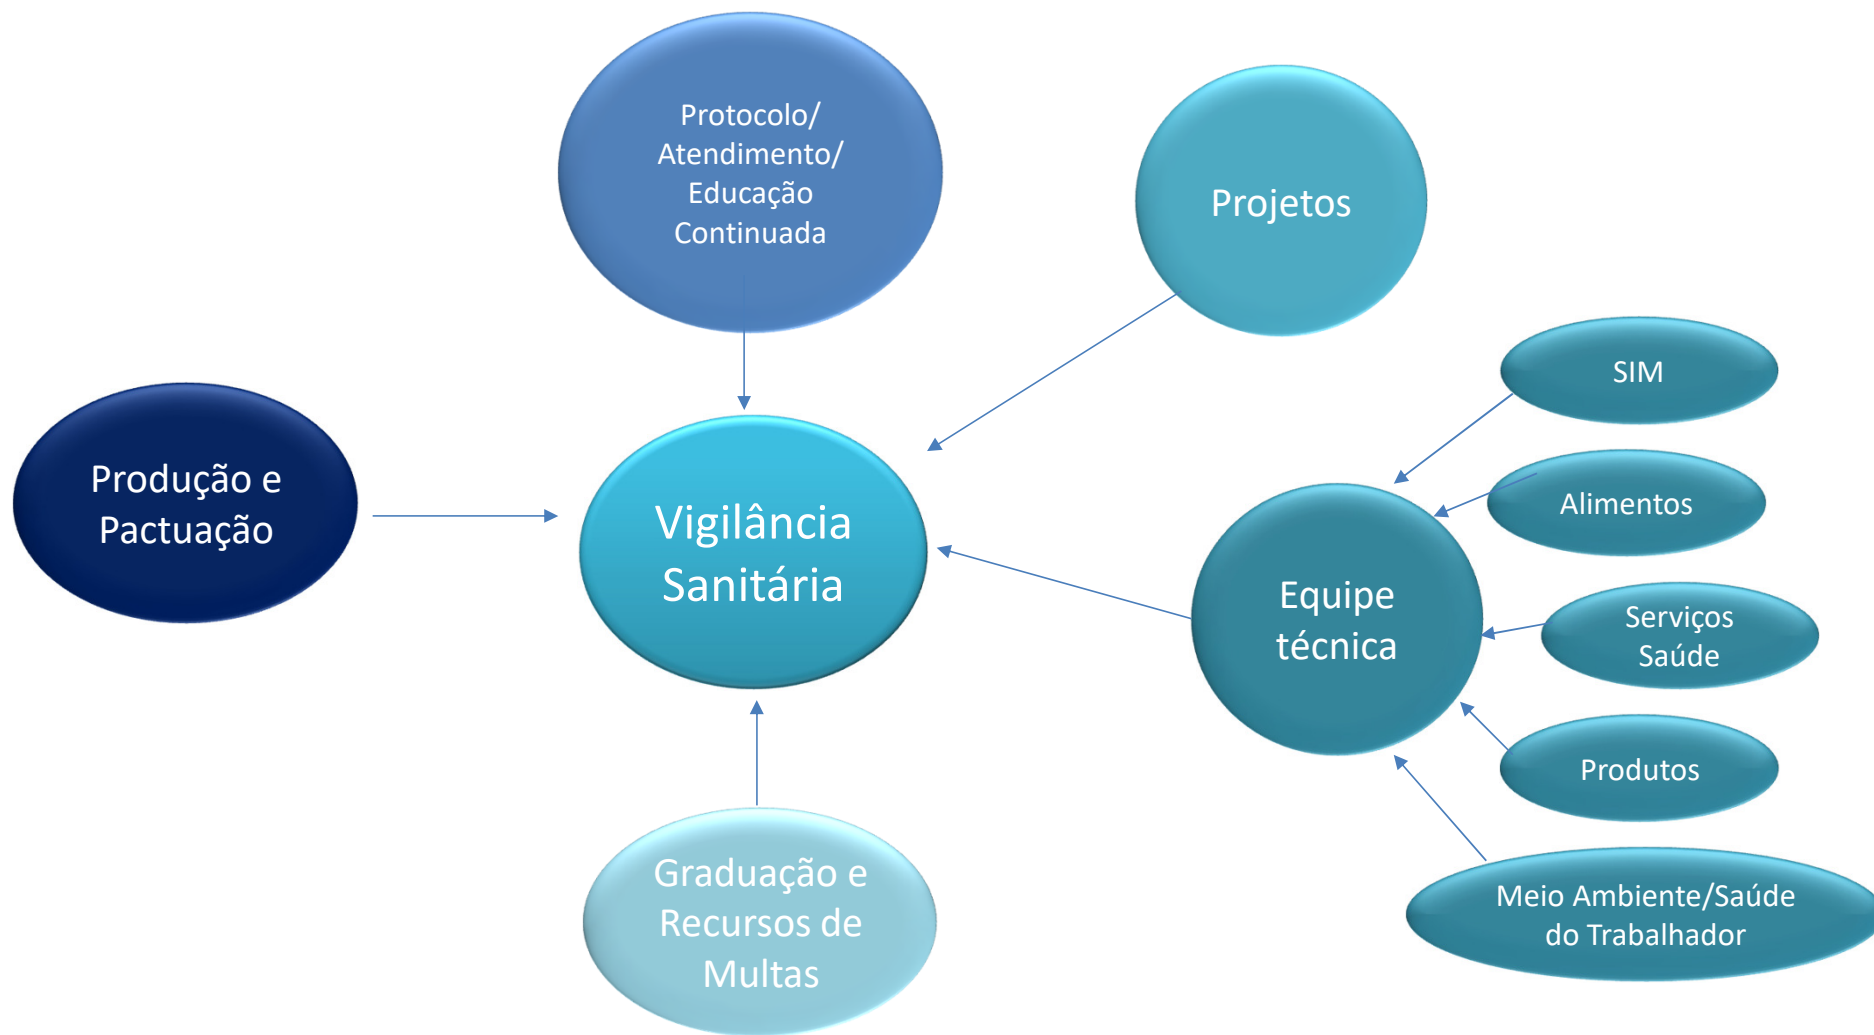 Protocolo/
Atendimento/
Educação
Continuada
Projetos
SIM
Produção e
Pactuação
Vigilância
Sanitária
Alimentos
Equipe
técnica
Serviços
Saúde
Produtos
Graduação e
Recursos de
Multas
Meio Ambiente/Saúde
do Trabalhador